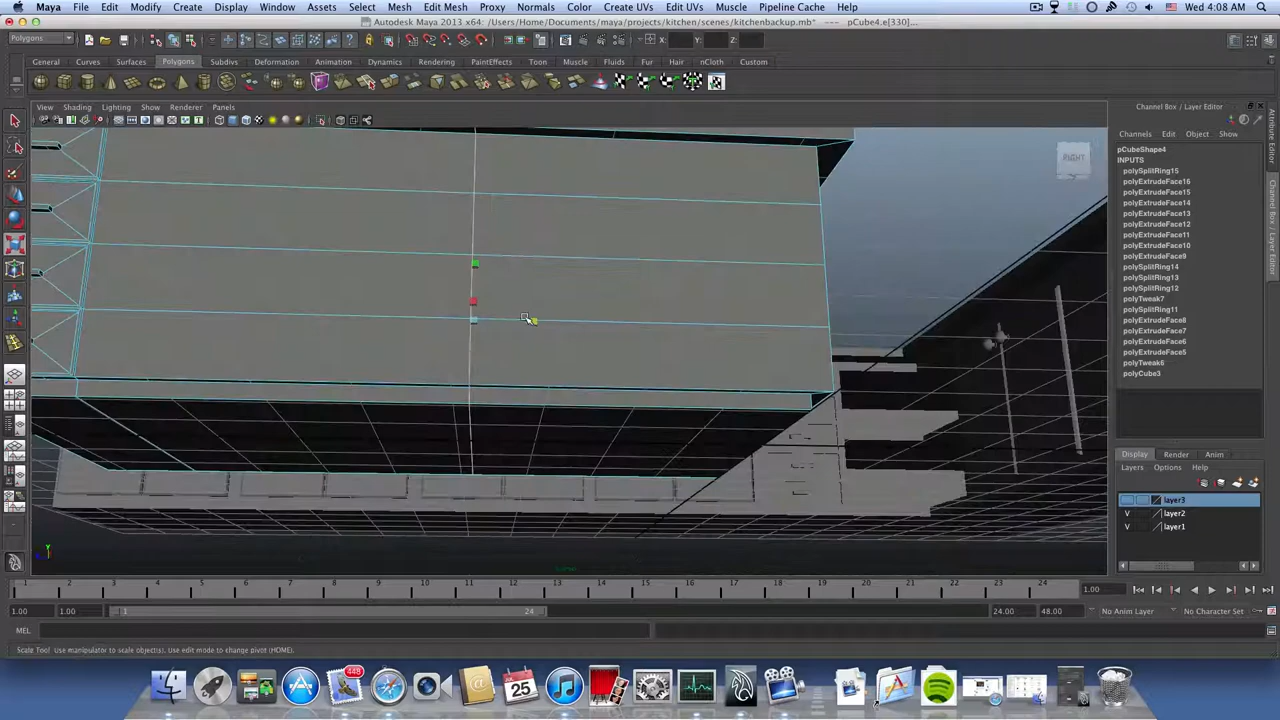 Maya File Edit Modify Create Display Window Assets Select Mesh Edit Mesh Proxy Normals Color Create UVs Edit UVs Muscle Pipeline Cache Wed 4:08 AM
Autodesk Maya 2013 x64: /Users/Home/Documents/maya/projects/kitchen/scenes/kitchenbackup.mb* --- pCube4.e[330]...
Polygons X: Y: Z:
General Curves Surfaces Polygons Subdivs Deformation Animation Dynamics Rendering PaintEffects Toon Muscle Fluids Fur Hair nCloth Custom
View Shading Lighting Show Renderer Panels
Channel Box / Layer Editor
Channels Edit Object Show
pCubeShape4
INPUTS
polySplitRing15
polyExtrudeFace16
polyExtrudeFace15
polyExtrudeFace14
polyExtrudeFace13
polyExtrudeFace12
polyExtrudeFace11
polyExtrudeFace10
polyExtrudeFace9
polySplitRing14
polySplitRing13
polySplitRing12
polyTweak7
polySplitRing11
polyExtrudeFace8
polyExtrudeFace7
polyExtrudeFace6
polyExtrudeFace5
polyTweak6
polyCube3
RIGHT
Attribute Editor
Channel Box / Layer Editor
Display Render Anim
Layers Options Help
layer3
V layer2
V layer1
1 2 3 4 5 6 7 8 9 10 11 12 13 14 15 16 17 18 19 20 21 22 23 24 1.00
1.00 1.00 1 24 24.00 48.00 No Anim Layer No Character Set
MEL
Scale Tool: Use manipulator to scale object(s). Use edit mode to change pivot (HOME).
448
25